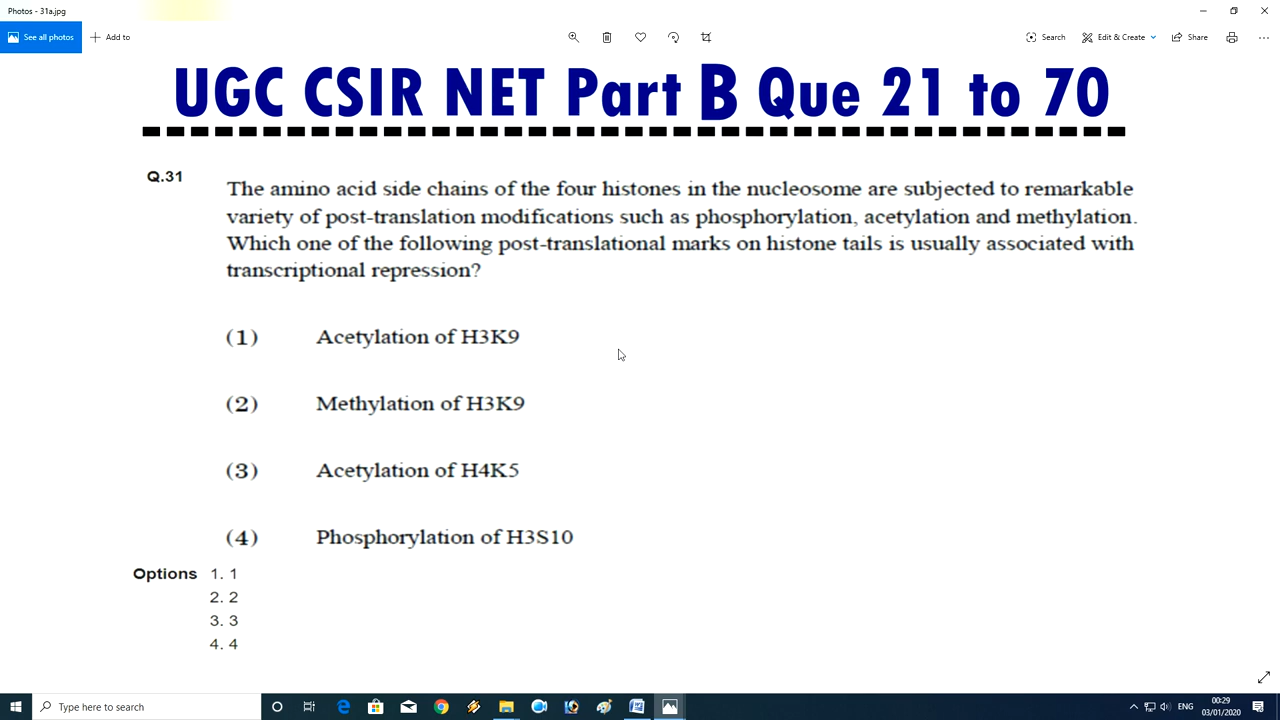 Photos - 31a.jpg
See all photos
Add to
Search
Edit & Create
Share
UGC CSIR NET Part B Que 21 to 70
Q.31
The amino acid side chains of the four histones in the nucleosome are subjected to remarkable
variety of post-translation modifications such as phosphorylation, acetylation and methylation.
Which one of the following post-translational marks on histone tails is usually associated with
transcriptional repression?
(1) Acetylation of H3K9
(2) Methylation of H3K9
(3) Acetylation of H4K5
(4) Phosphorylation of H3S10
Options 1. 1
2. 2
3. 3
4. 4
Type here to search
ENG
00:29
03/01/2020